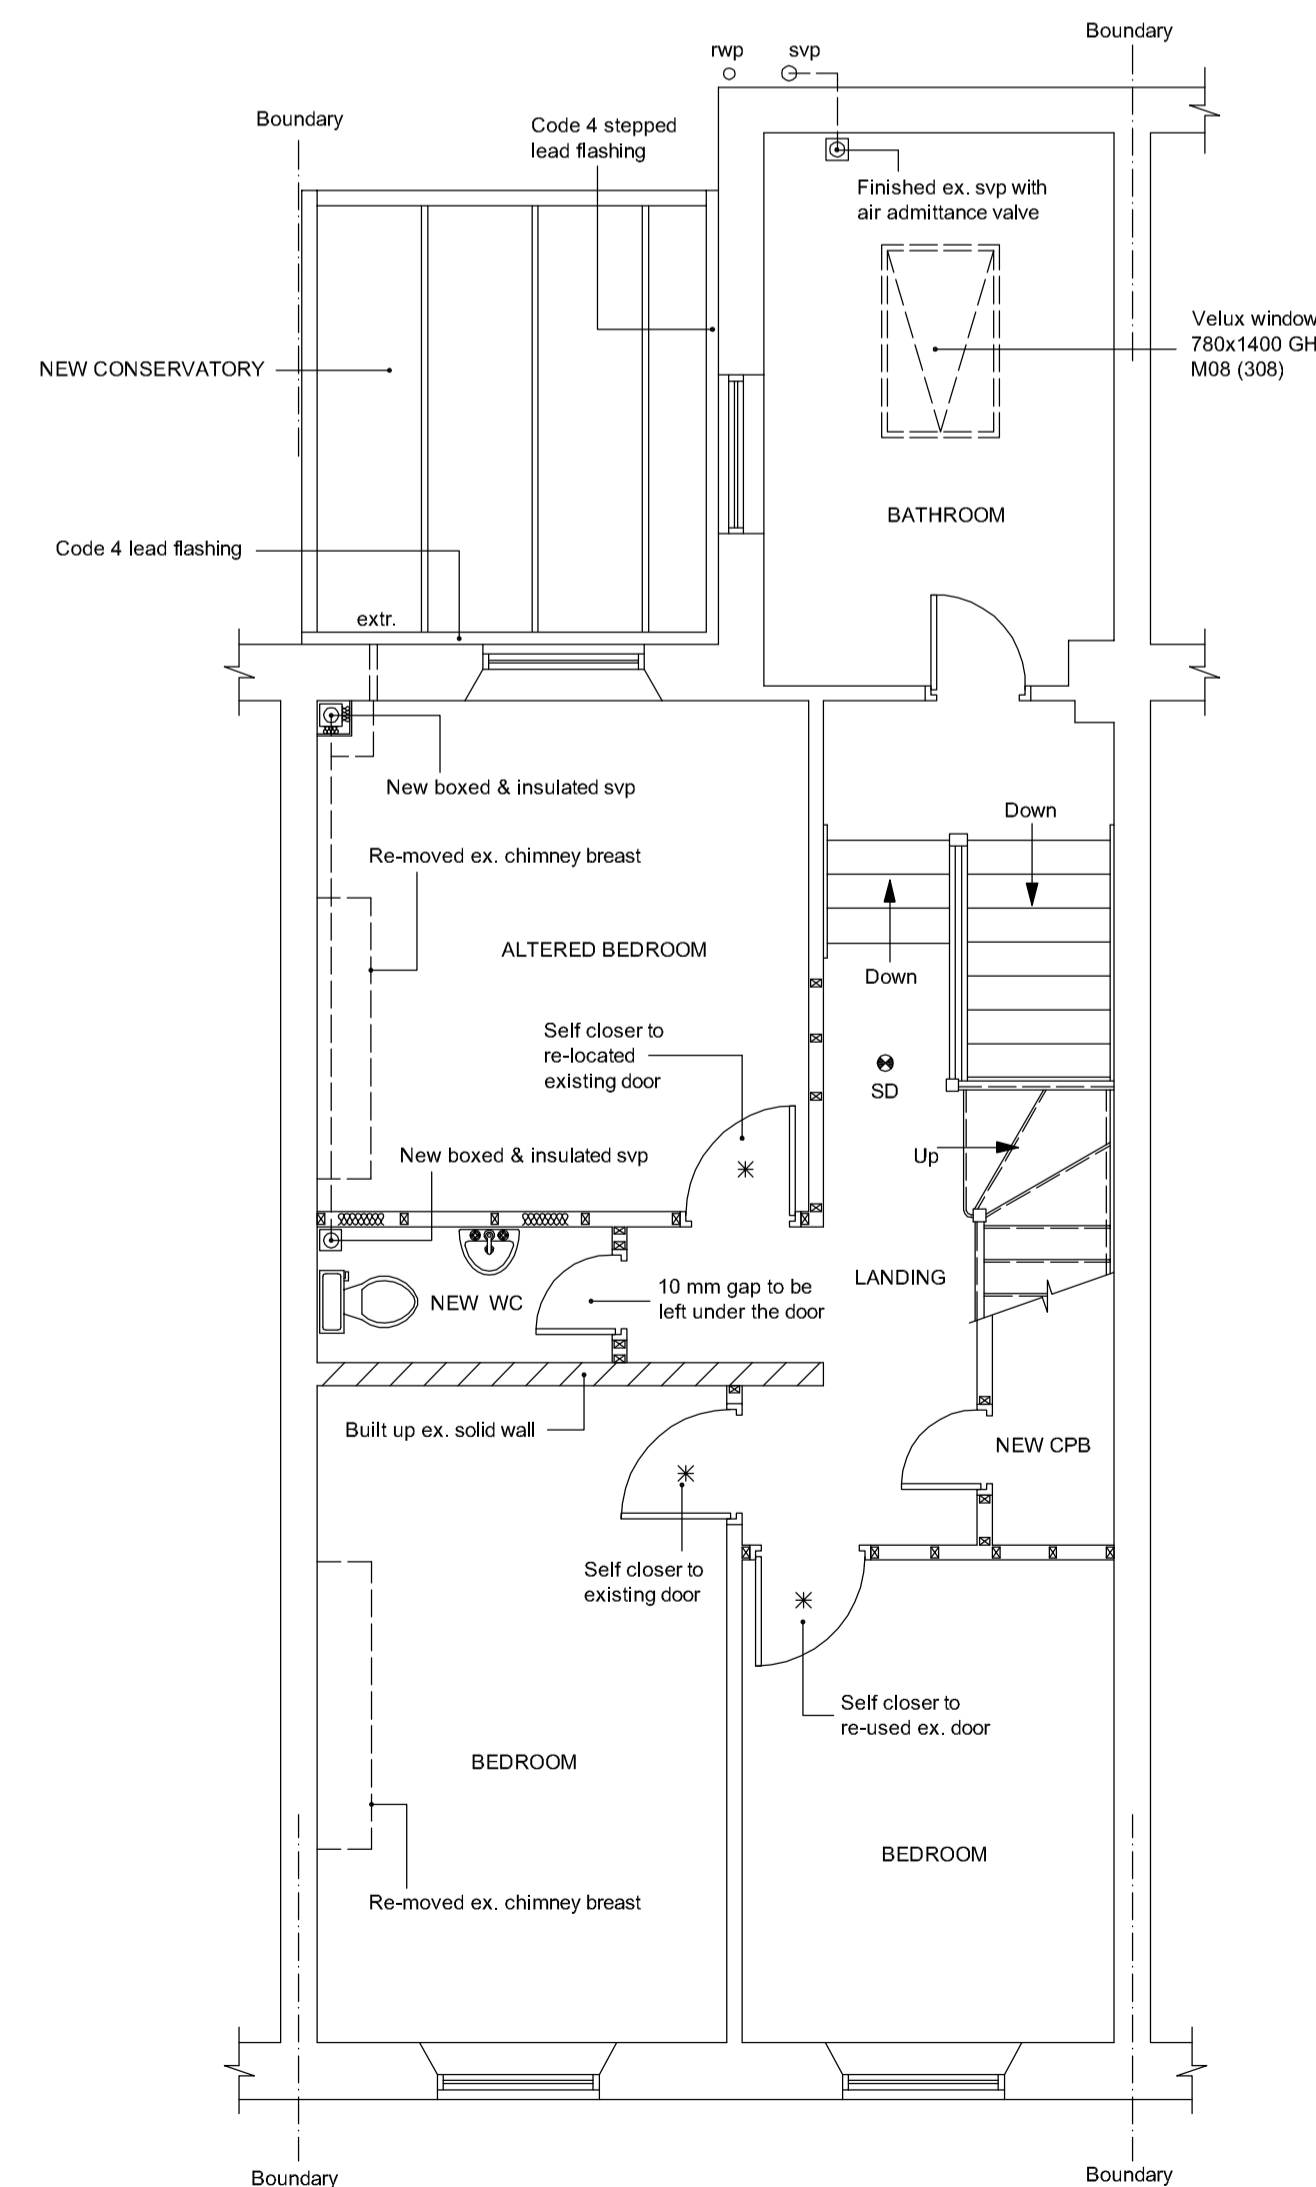 Boundary
rwp
svp
Boundary
Code 4 stepped
lead flashing
Finished ex. svp with
air admittance valve
Velux window
780x1400 GH
M08 (308)
NEW CONSERVATORY
BATHROOM
Code 4 lead flashing
extr.
New boxed & insulated svp
Down
Re-moved ex. chimney breast
ALTERED BEDROOM
Down
Self closer to
re-located
existing door
SD
New boxed & insulated svp
Up
LANDING
10 mm gap to be
left under the door
NEW WC
Built up ex. solid wall
NEW CPB
Self closer to
existing door
Self closer to
re-used ex. door
BEDROOM
BEDROOM
Re-moved ex. chimney breast
Boundary
Boundary